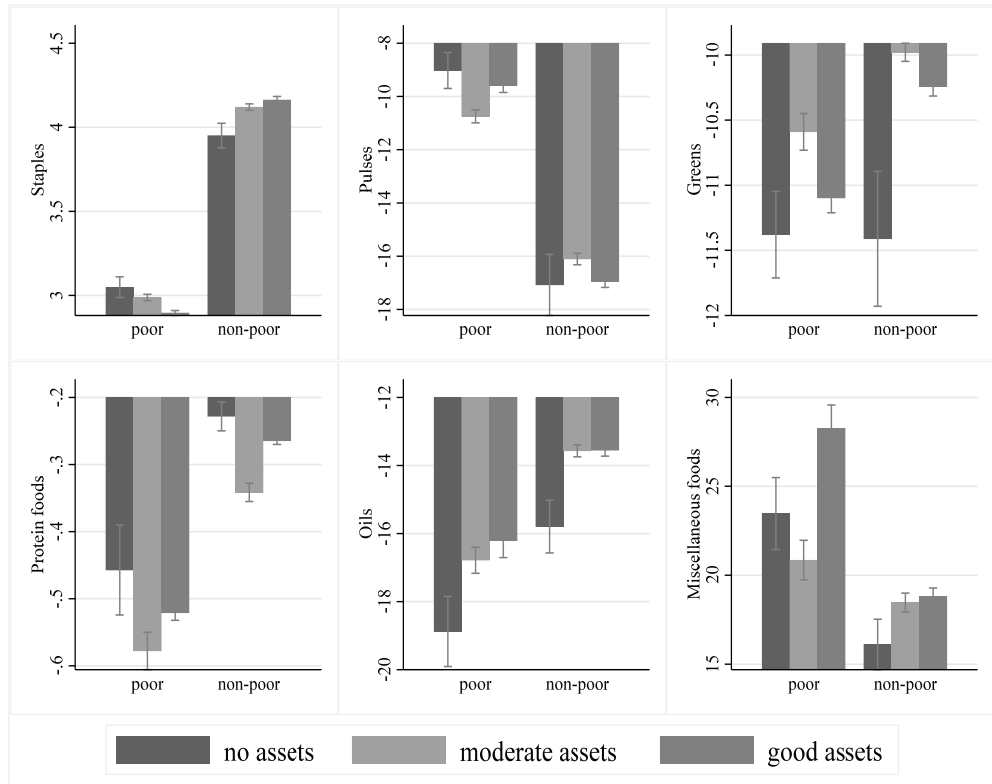 Staples
4.5
4
3.5
3
poor non-poor
Pulses
-8
-10
-12
-14
-16
-18
poor non-poor
Greens
-10
-10.5
-11
-11.5
-12
poor non-poor
Protein foods
-.2
-.3
-.4
-.5
-.6
poor non-poor
Oils
-12
-14
-16
-18
-20
poor non-poor
Miscellaneous foods
30
25
20
15
poor non-poor
no assets moderate assets good assets